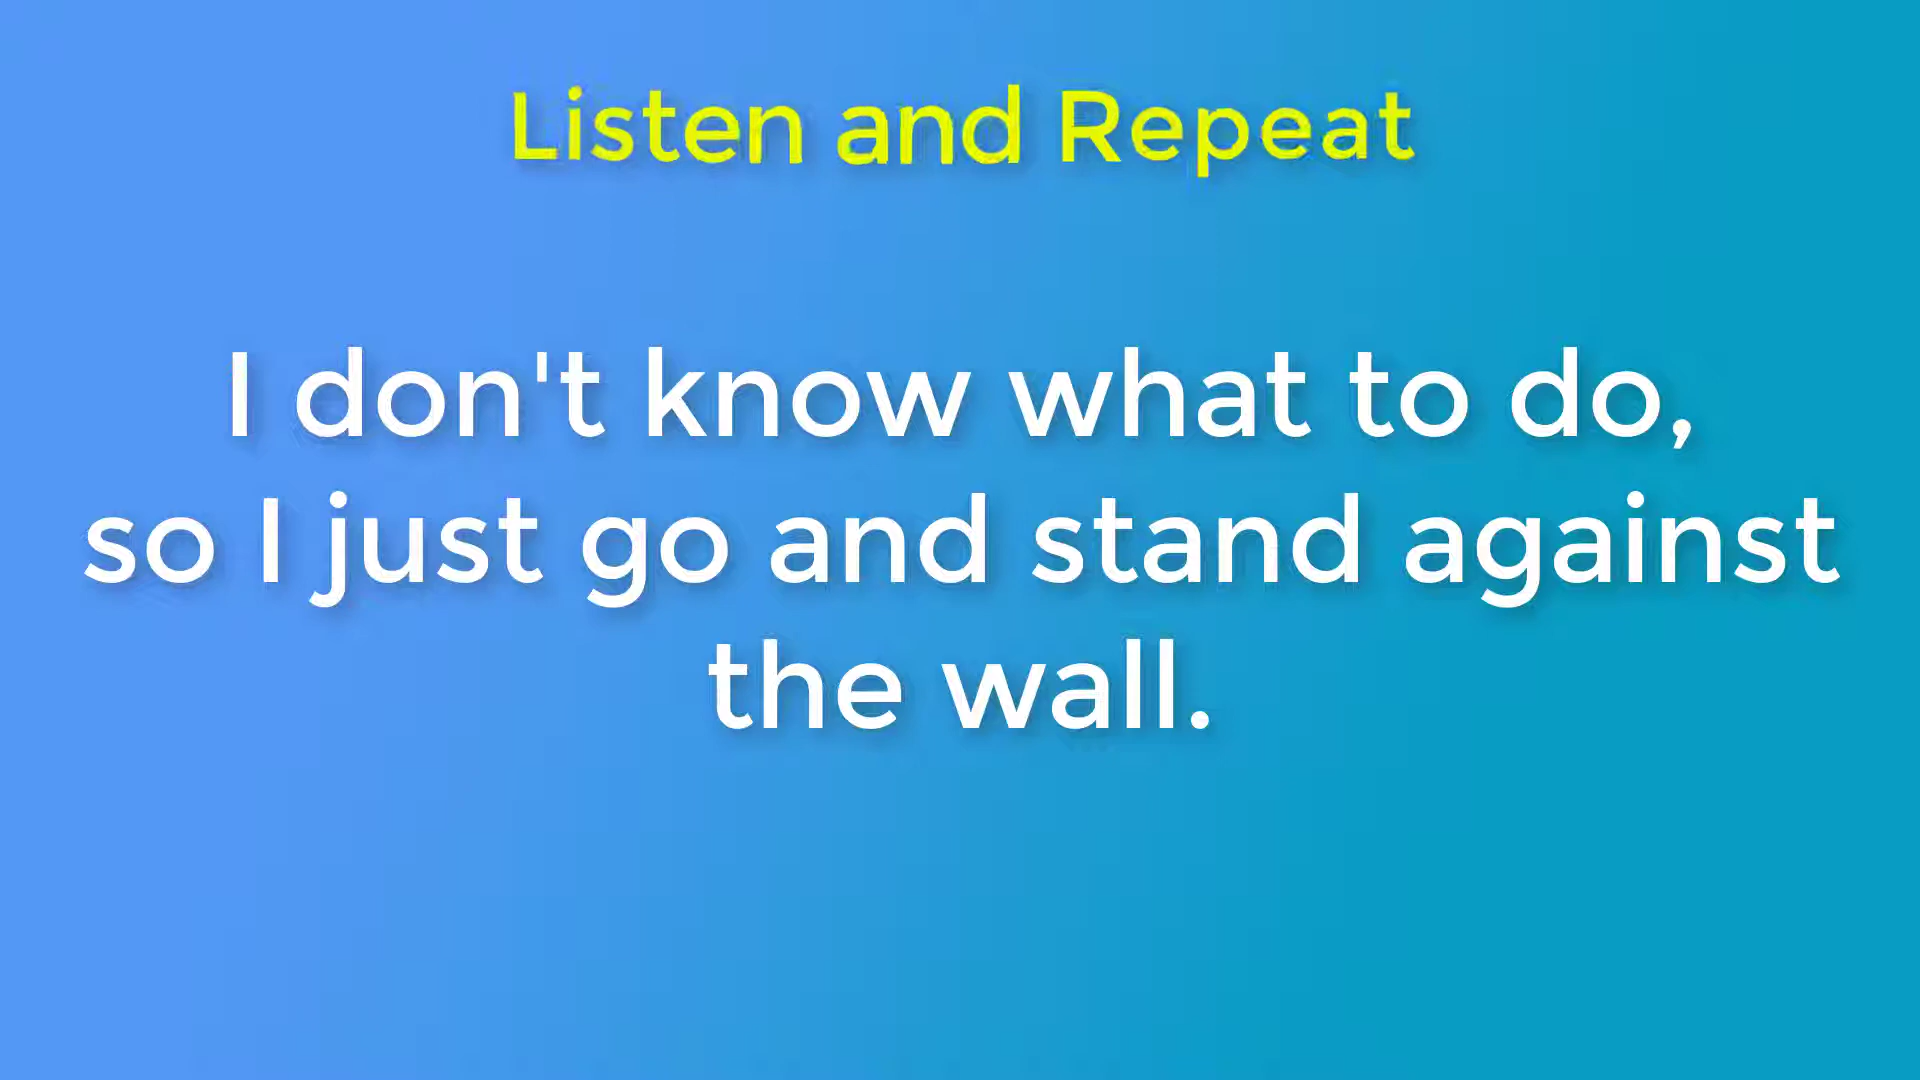 Listen and Repeat
I don't know what to do,
so I just go and stand against
the wall.